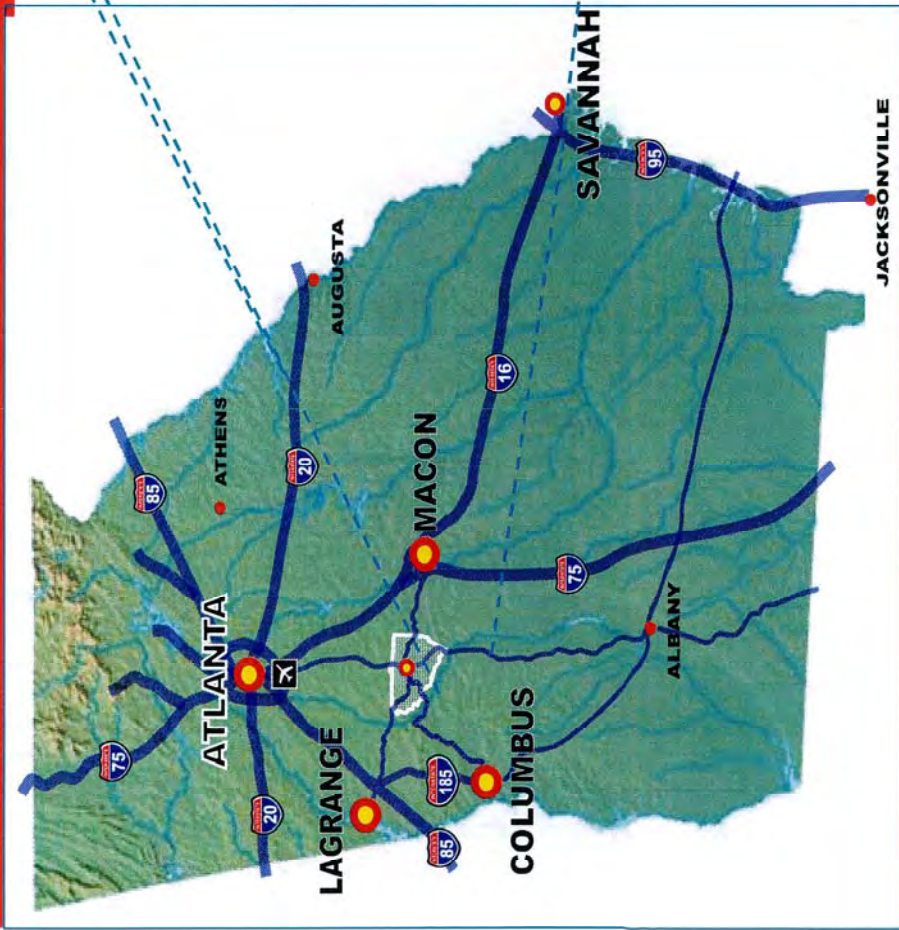 75
85
ATHENS
ATLANTA
20
20
AUGUSTA
LAGRANGE
85
185
COLUMBUS
MACON
16
75
ALBANY
SAVANNAH
95
JACKSONVILLE